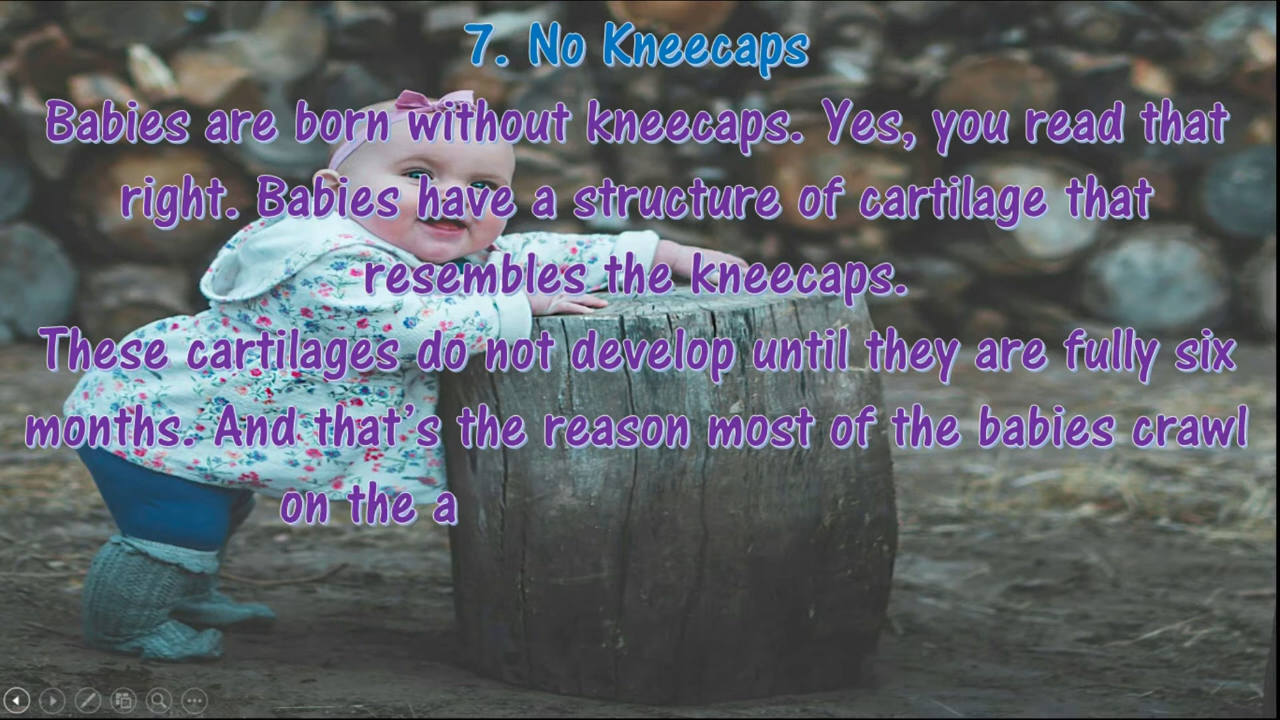 7. No Kneecaps
Babies are born without kneecaps. Yes, you read that
right. Babies have a structure of cartilage that
resembles the kneecaps.
These cartilages do not develop until they are fully six
months. And that's the reason most of the babies crawl
on the a